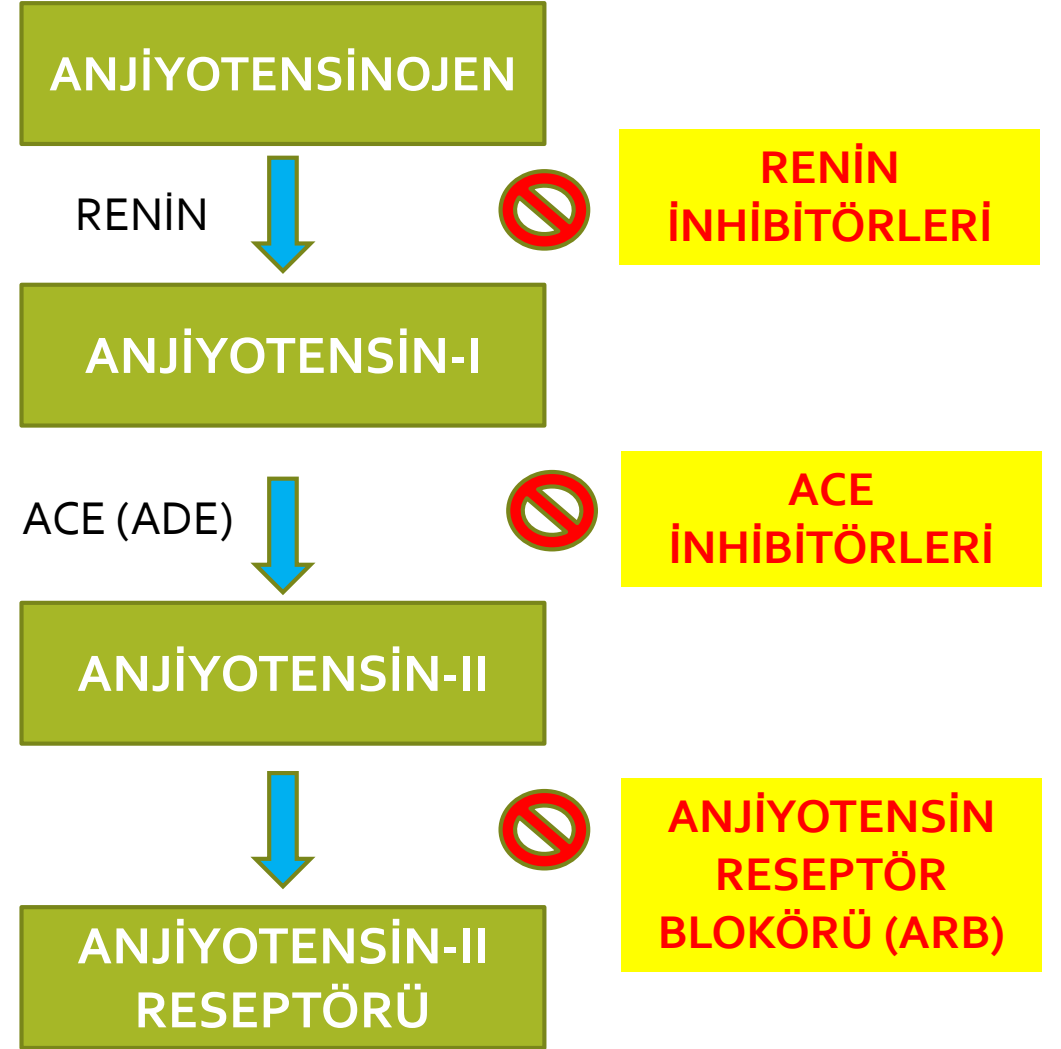 ANJİYOTENSİNOJEN
RENİN
RENİN
İNHİBİTÖRLERİ
ANJİYOTENSİN-I
ACE (ADE)
ACE
İNHİBİTÖRLERİ
ANJİYOTENSİN-II
ANJİYOTENSİN
RESEPTÖR
BLOKÖRÜ (ARB)
ANJİYOTENSİN-II
RESEPTÖRÜ